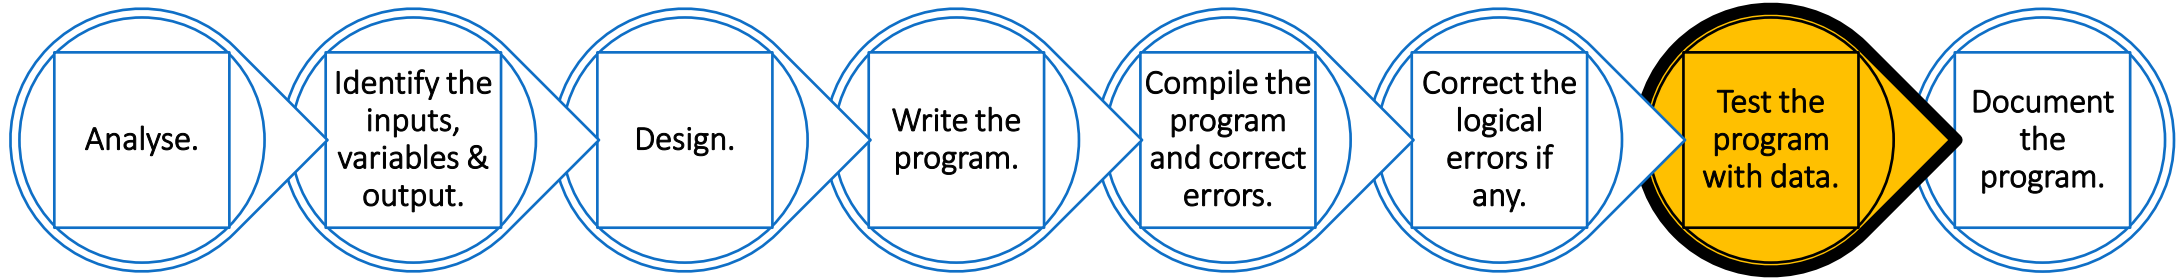 Analyse.
Identify the
inputs,
variables &
output.
Design.
Write the
program.
Compile the
program
and correct
errors.
Correct the
logical
errors if
any.
Test the
program
with data.
Document
the
program.